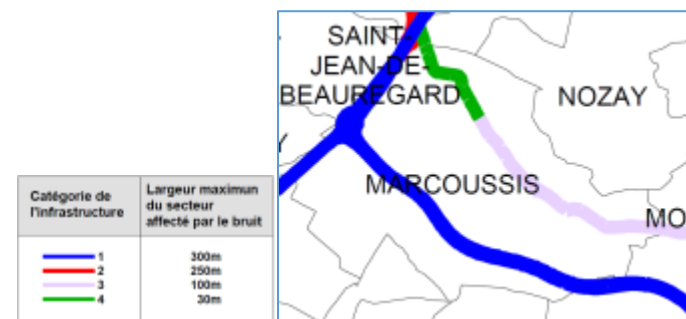 Catégorie de
l'infrastructure
Largeur maximun
du secteur
affecté par le bruit
1 300m
2 250m
3 100m
4 30m
SAINT-
JEAN-DE-
BEAUREGARD
NOZAY
Y
MARCOUSSIS
MO